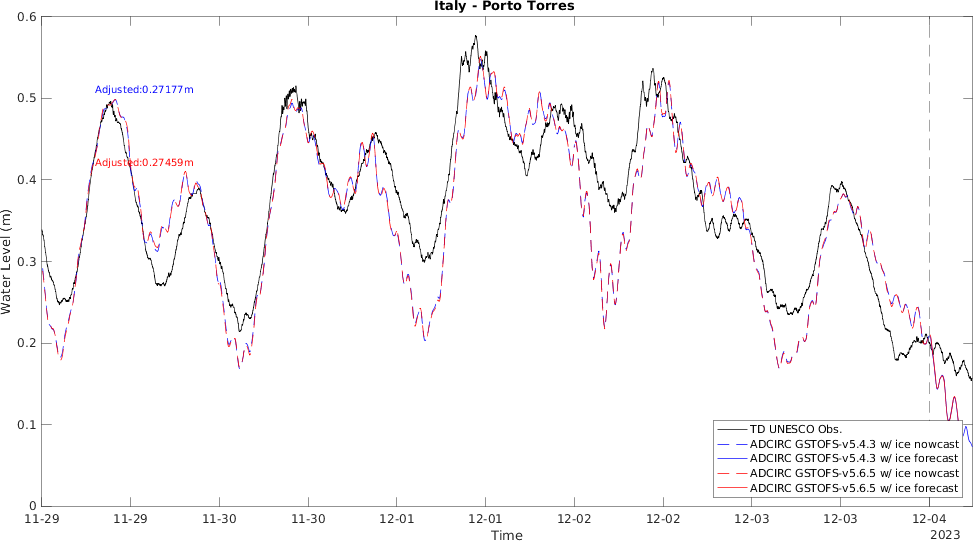 Italy - Porto Torres
0.6
0.5
0.4
0.3
0.2
0.1
0
Water Level (m)
Adjusted:0.27177m
Adjusted:0.27459m
TD UNESCO Obs.
ADCIRC GSTOFS-v5.4.3 w/ ice nowcast
ADCIRC GSTOFS-v5.4.3 w/ ice forecast
ADCIRC GSTOFS-v5.6.5 w/ ice nowcast
ADCIRC GSTOFS-v5.6.5 w/ ice forecast
11-29 11-29 11-30 11-30 12-01 12-01 12-02 12-02 12-03 12-03 12-04
Time
2023